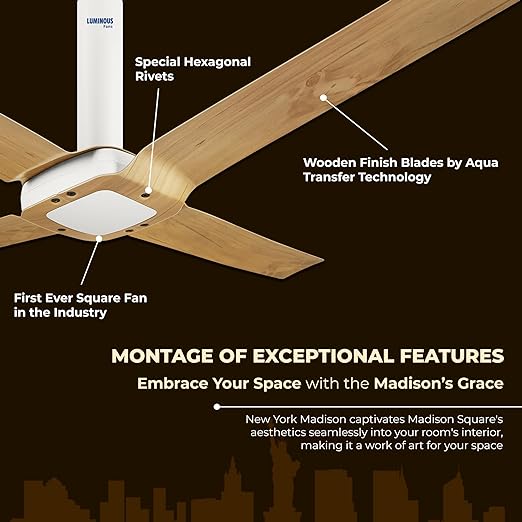 LUMINOUS
Fans
Special Hexagonal
Rivets
Wooden Finish Blades by Aqua
Transfer Technology
First Ever Square Fan
in the Industry
MONTAGE OF EXCEPTIONAL FEATURES
Embrace Your Space with the Madison's Grace
New York Madison captivates Madison Square's
aesthetics seamlessly into your room's interior,
making it a work of art for your space